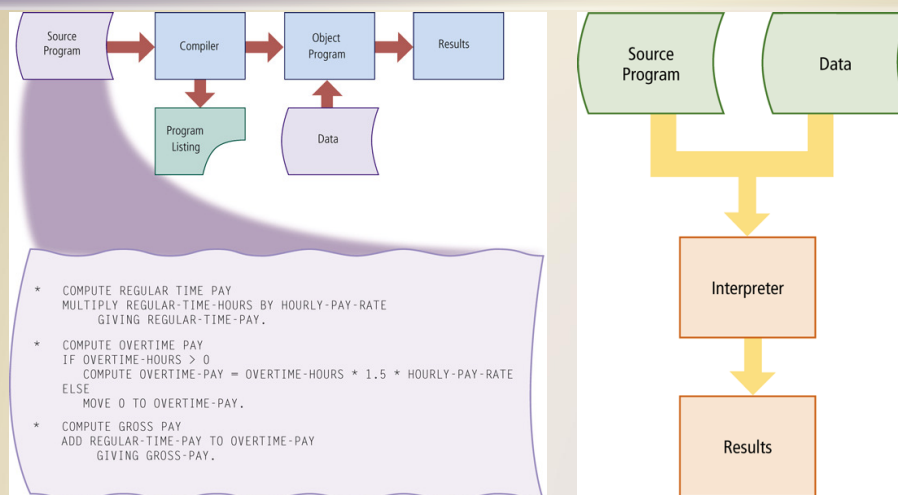 Source
Program
Compiler
Object
Program
Results
Program
Listing
Data
* COMPUTE REGULAR TIME PAY
MULTIPLY REGULAR-TIME-HOURS BY HOURLY-PAY-RATE
GIVING REGULAR-TIME-PAY.
* COMPUTE OVERTIME PAY
IF OVERTIME-HOURS > 0
COMPUTE OVERTIME-PAY = OVERTIME-HOURS * 1.5 * HOURLY-PAY-RATE
ELSE
MOVE 0 TO OVERTIME-PAY.
* COMPUTE GROSS PAY
ADD REGULAR-TIME-PAY TO OVERTIME-PAY
GIVING GROSS-PAY.
Source
Program
Data
Interpreter
Results